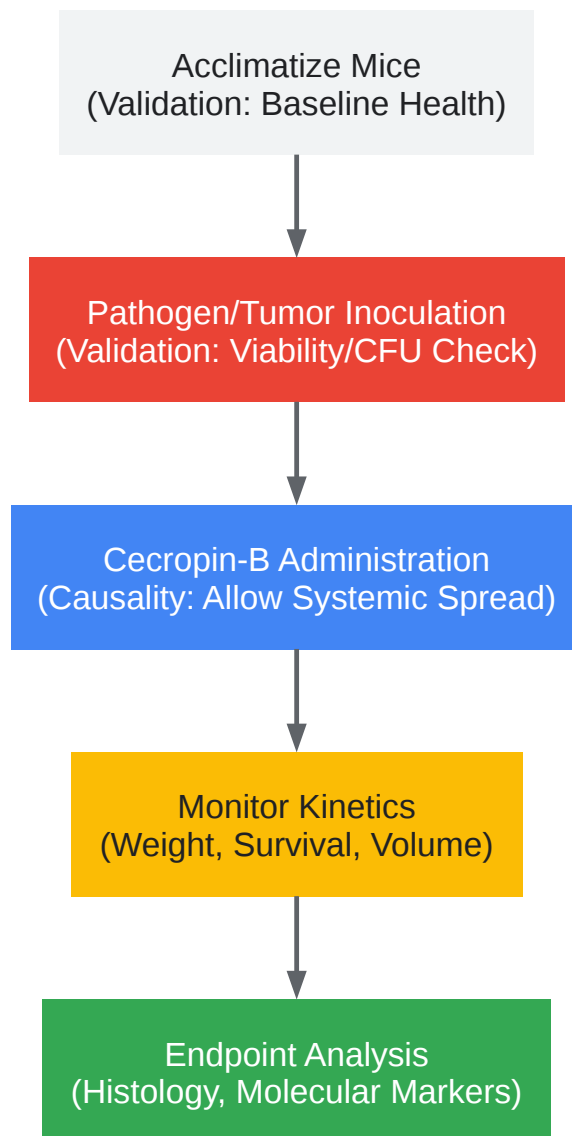 Acclimatize Mice
(Validation: Baseline Health)
Pathogen/Tumor Inoculation
(Validation: Viability/CFU Check)
Cecropin-B Administration
(Causality: Allow Systemic Spread)
Monitor Kinetics
(Weight, Survival, Volume)
Endpoint Analysis
(Histology, Molecular Markers)